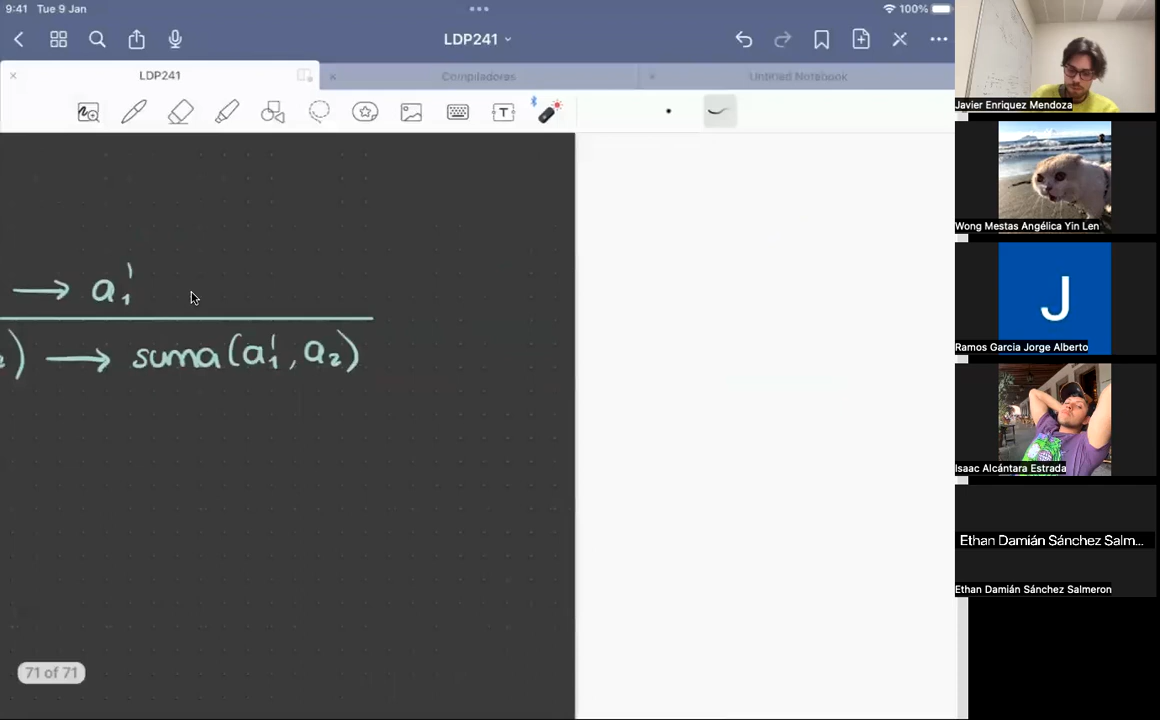 9:41 Tue 9 Jan 100%
LDP241
LDP241 Compiladores Untitled Notebook
T
→ a₁'
) → suma(a₁', a₂)
71 of 71
Javier Enriquez Mendoza
Wong Mestas Angélica Yin Len
J
Ramos Garcia Jorge Alberto
Isaac Alcántara Estrada
Ethan Damián Sánchez Salm...
Ethan Damián Sánchez Salmeron